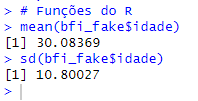 > # Funções do R
> mean(bfi_fake$idade)
[1] 30.08369
> sd(bfi_fake$idade)
[1] 10.80027
>